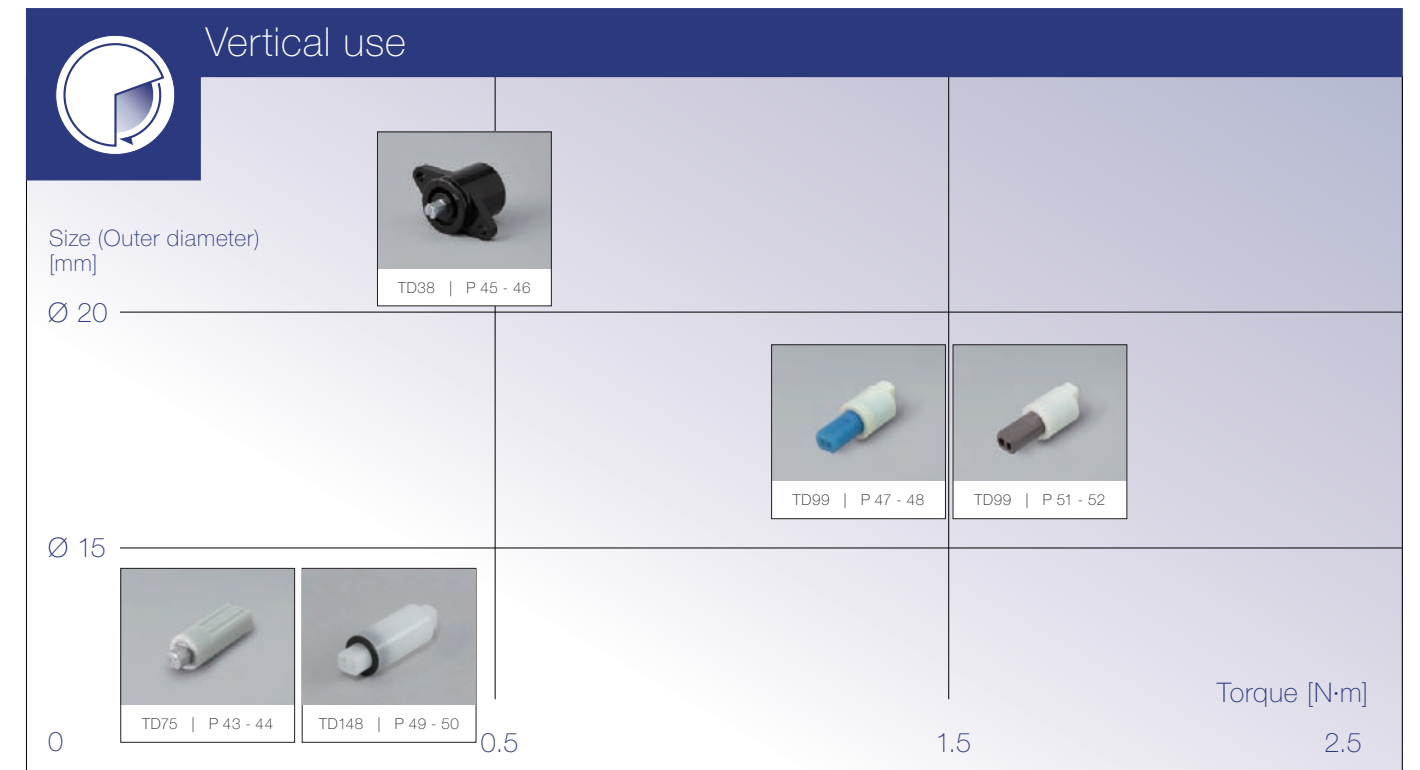 Vertical use
Size (Outer diameter)
[mm]
TD38 | P 45 - 46
Ø 20
TD99 | P 47 - 48
TD99 | P 51 - 52
Ø 15
TD75 | P 43 - 44
TD148 | P 49 - 50
Torque [N·m]
0
0.5
1.5
2.5